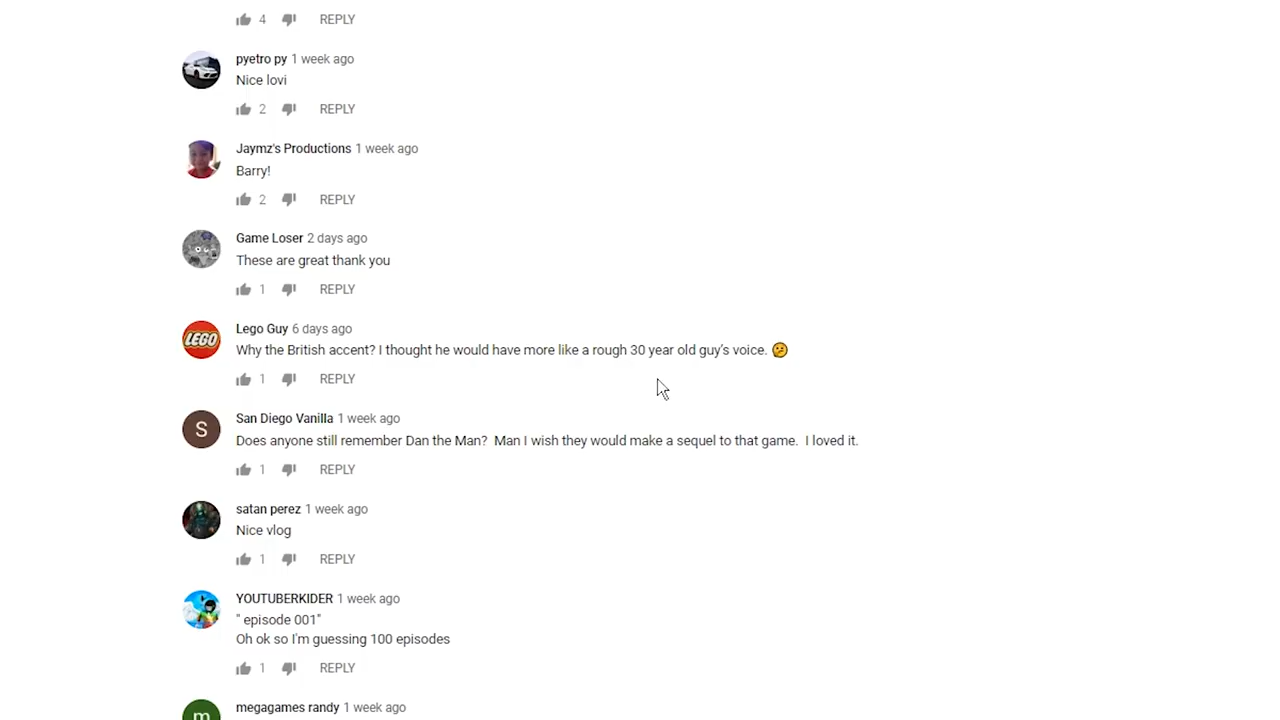 4 REPLY
pyetro py 1 week ago
Nice lovi
2 REPLY
Jaymz's Productions 1 week ago
Barry!
2 REPLY
Game Loser 2 days ago
These are great thank you
1 REPLY
LEGO
Lego Guy 6 days ago
Why the British accent? I thought he would have more like a rough 30 year old guy's voice. 😕
1 REPLY
S
San Diego Vanilla 1 week ago
Does anyone still remember Dan the Man?  Man I wish they would make a sequel to that game.  I loved it.
1 REPLY
satan perez 1 week ago
Nice vlog
1 REPLY
YOUTUBERKIDER 1 week ago
" episode 001"
Oh ok so I'm guessing 100 episodes
1 REPLY
m
megagames randy 1 week ago